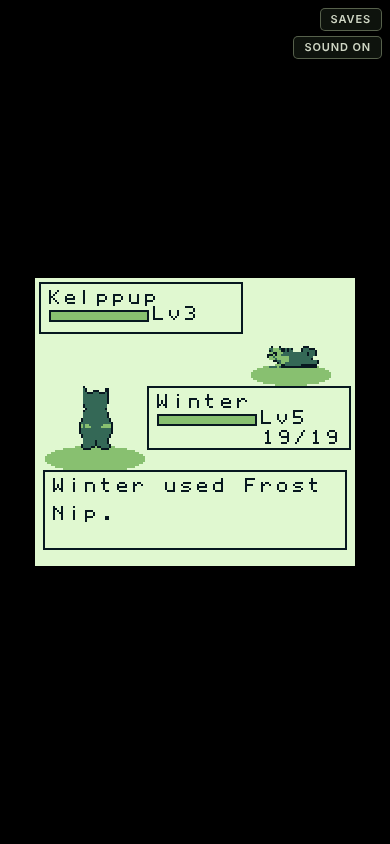 SAVES
SOUND ON
Kelppup
Lv3
Winter
Lv5
19/19
Winter used Frost
Nip.